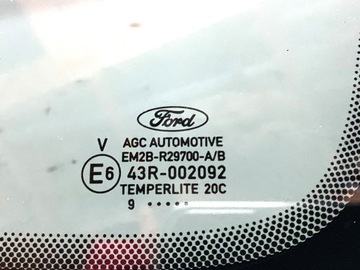 Ford
V AGC AUTOMOTIVE
EM2B-R29700-A/B
E6 43R-002092
TEMPERLITE 20C
9 •••••